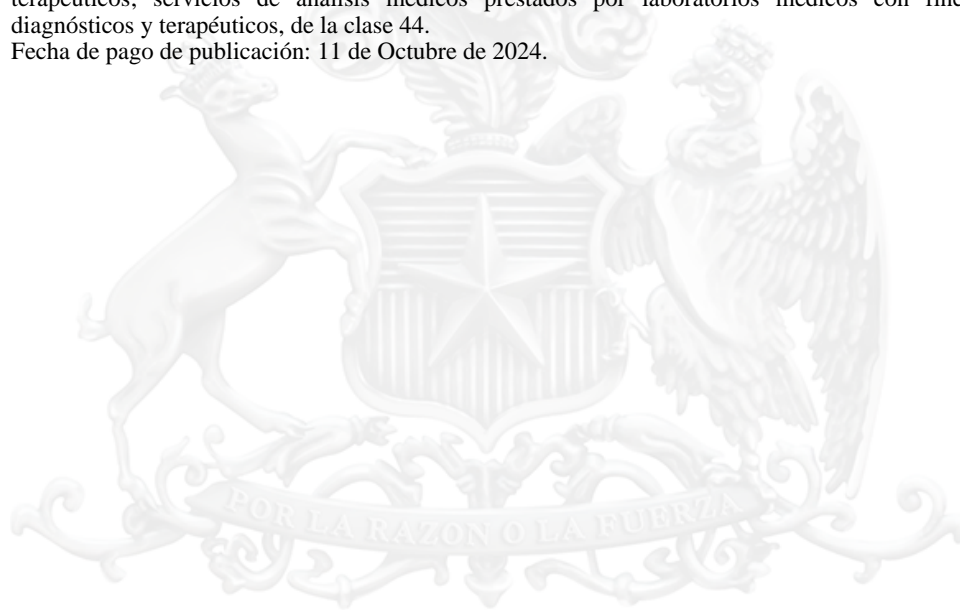 terapéuticos; servicios de análisis médicos prestados por laboratorios médicos con
diagnósticos y terapéuticos, de la clase 44.
Fecha de pago de publicación: 11 de Octubre de 2024.
POR LA RAZON O LA FUERZA